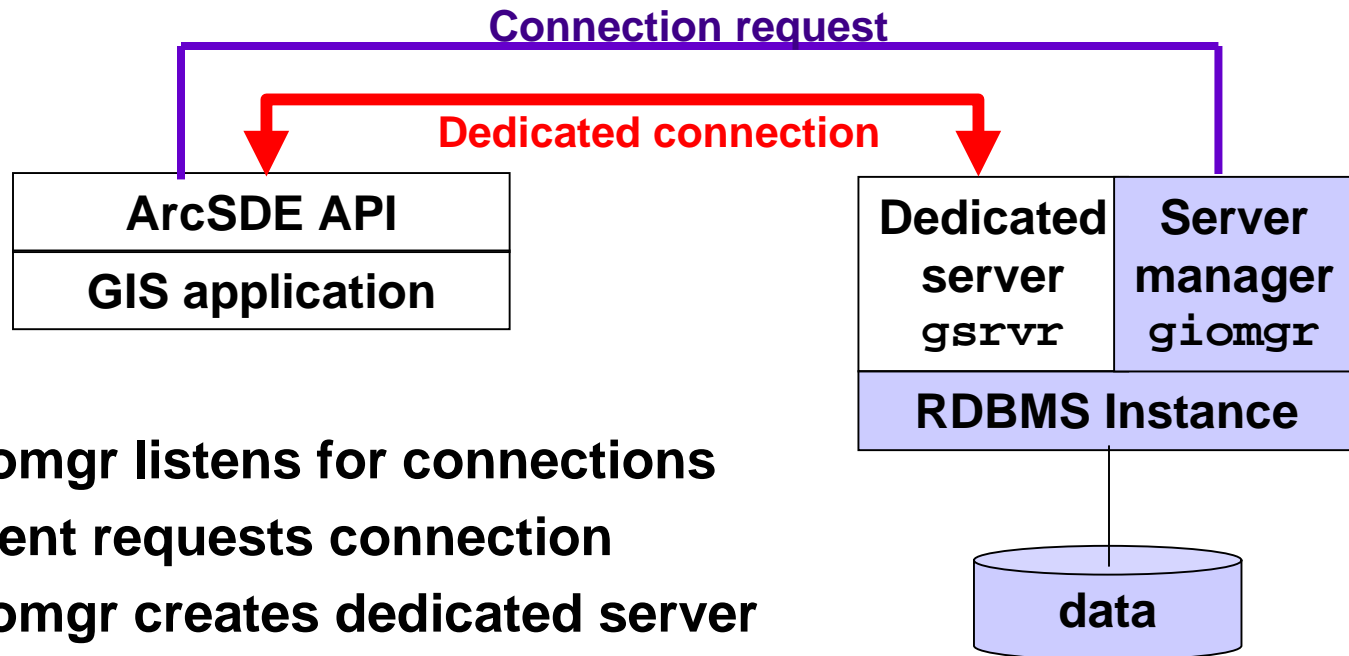 Connection request
Dedicated connection
ArcSDE API
GIS application
Dedicated
server
gsrvr
Server
manager
giomgr
RDBMS Instance
data
omgr listens for connections
ent requests connection
omgr creates dedicated server